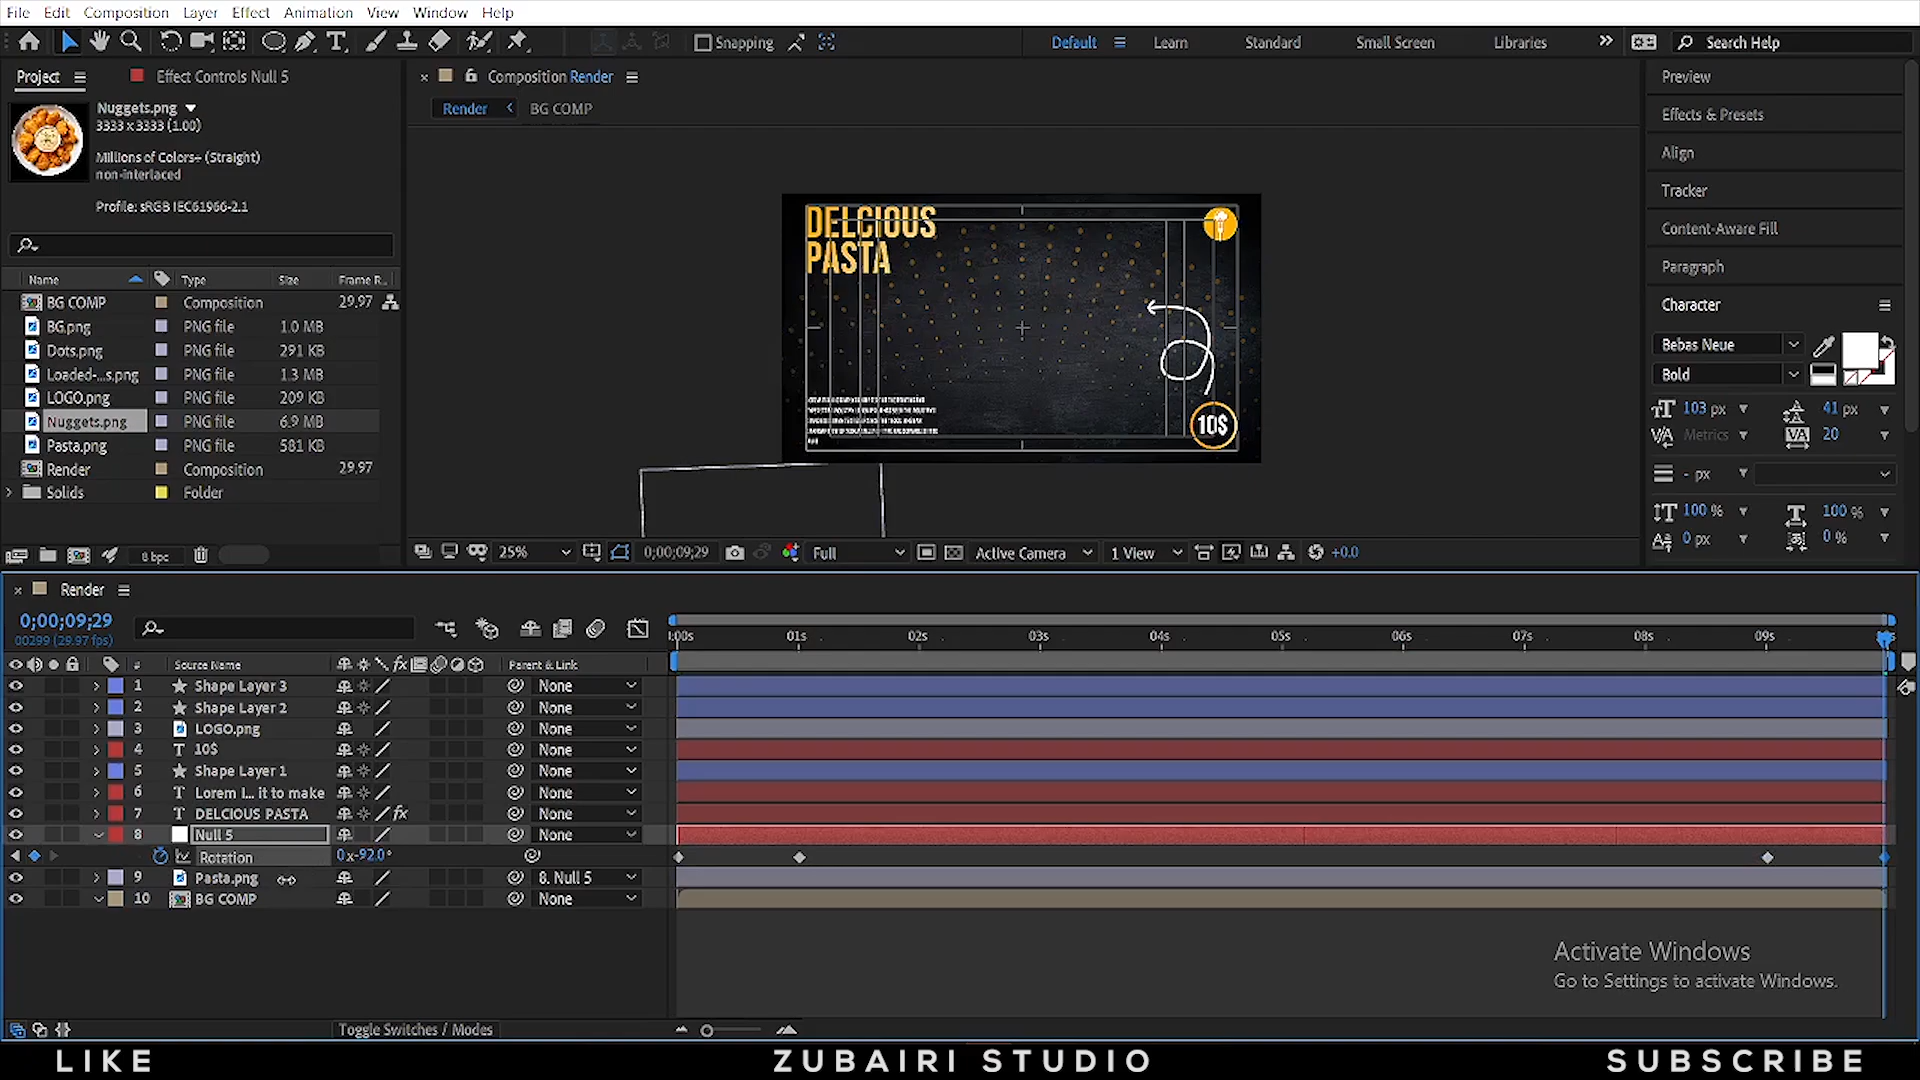 File Edit Composition Layer Effect Animation View Window Help
Snapping
Default Learn Standard Small Screen Libraries Search Help
Project Effect Controls Null 5
Nuggets.png
3333 x 3333 (1.00)
Millions of Colors+ (Straight)
non-interlaced
Profile: sRGB IEC61966-2.1
Name Type Size Frame R...
BG COMP Composition 29.97
BG.png PNG file 1.0 MB
Dots.png PNG file 291 KB
Loaded-...s.png PNG file 1.3 MB
LOGO.png PNG file 209 KB
Nuggets.png PNG file 6.9 MB
Pasta.png PNG file 581 KB
Render Composition 29.97
Solids Folder
8 bpc
Composition Render
Render BG COMP
DELCIOUS
PASTA
10$
25% 0;00;09;29 Full Active Camera 1 View +0.0
Preview
Effects & Presets
Align
Tracker
Content-Aware Fill
Paragraph
Character
Bebas Neue
Bold
103 px 41 px
Metrics 20
- px
100 % 100 %
0 px 0 %
Render
0;00;09;29
00299 (29.97 fps)
:00s 01s 02s 03s 04s 05s 06s 07s 08s 09s
# Source Name Parent & Link
1 Shape Layer 3 None
2 Shape Layer 2 None
3 LOGO.png None
4 10$ None
5 Shape Layer 1 None
6 Lorem I... it to make None
7 DELCIOUS PASTA fx None
8 Null 5 None
Rotation 0x-92.0°
9 Pasta.png 8. Null 5
10 BG COMP None
Toggle Switches / Modes
Activate Windows
Go to Settings to activate Windows.
LIKE ZUBAIRI STUDIO SUBSCRIBE